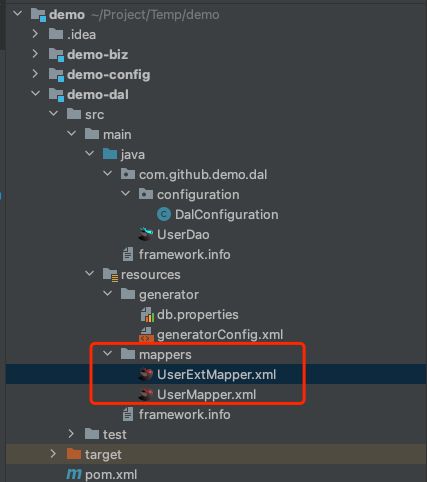 demo ~/Project/Temp/demo
.idea
demo-biz
demo-config
demo-dal
src
main
java
com.github.demo.dal
configuration
DalConfiguration
UserDao
framework.info
resources
generator
db.properties
generatorConfig.xml
mappers
UserExtMapper.xml
UserMapper.xml
framework.info
test
target
pom.xml